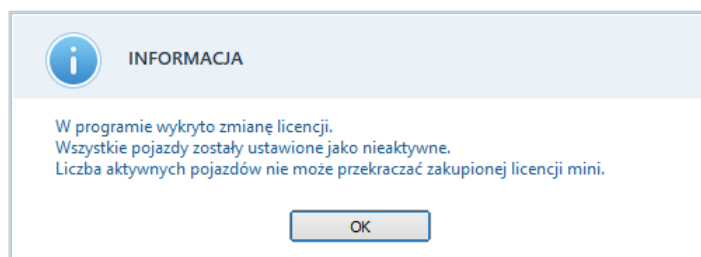 INFORMACJA
W programie wykryto zmianę licencji.
Wszystkie pojazdy zostały ustawione jako nieaktywne.
Liczba aktywnych pojazdów nie może przekraczać zakupionej licencji mini.
OK